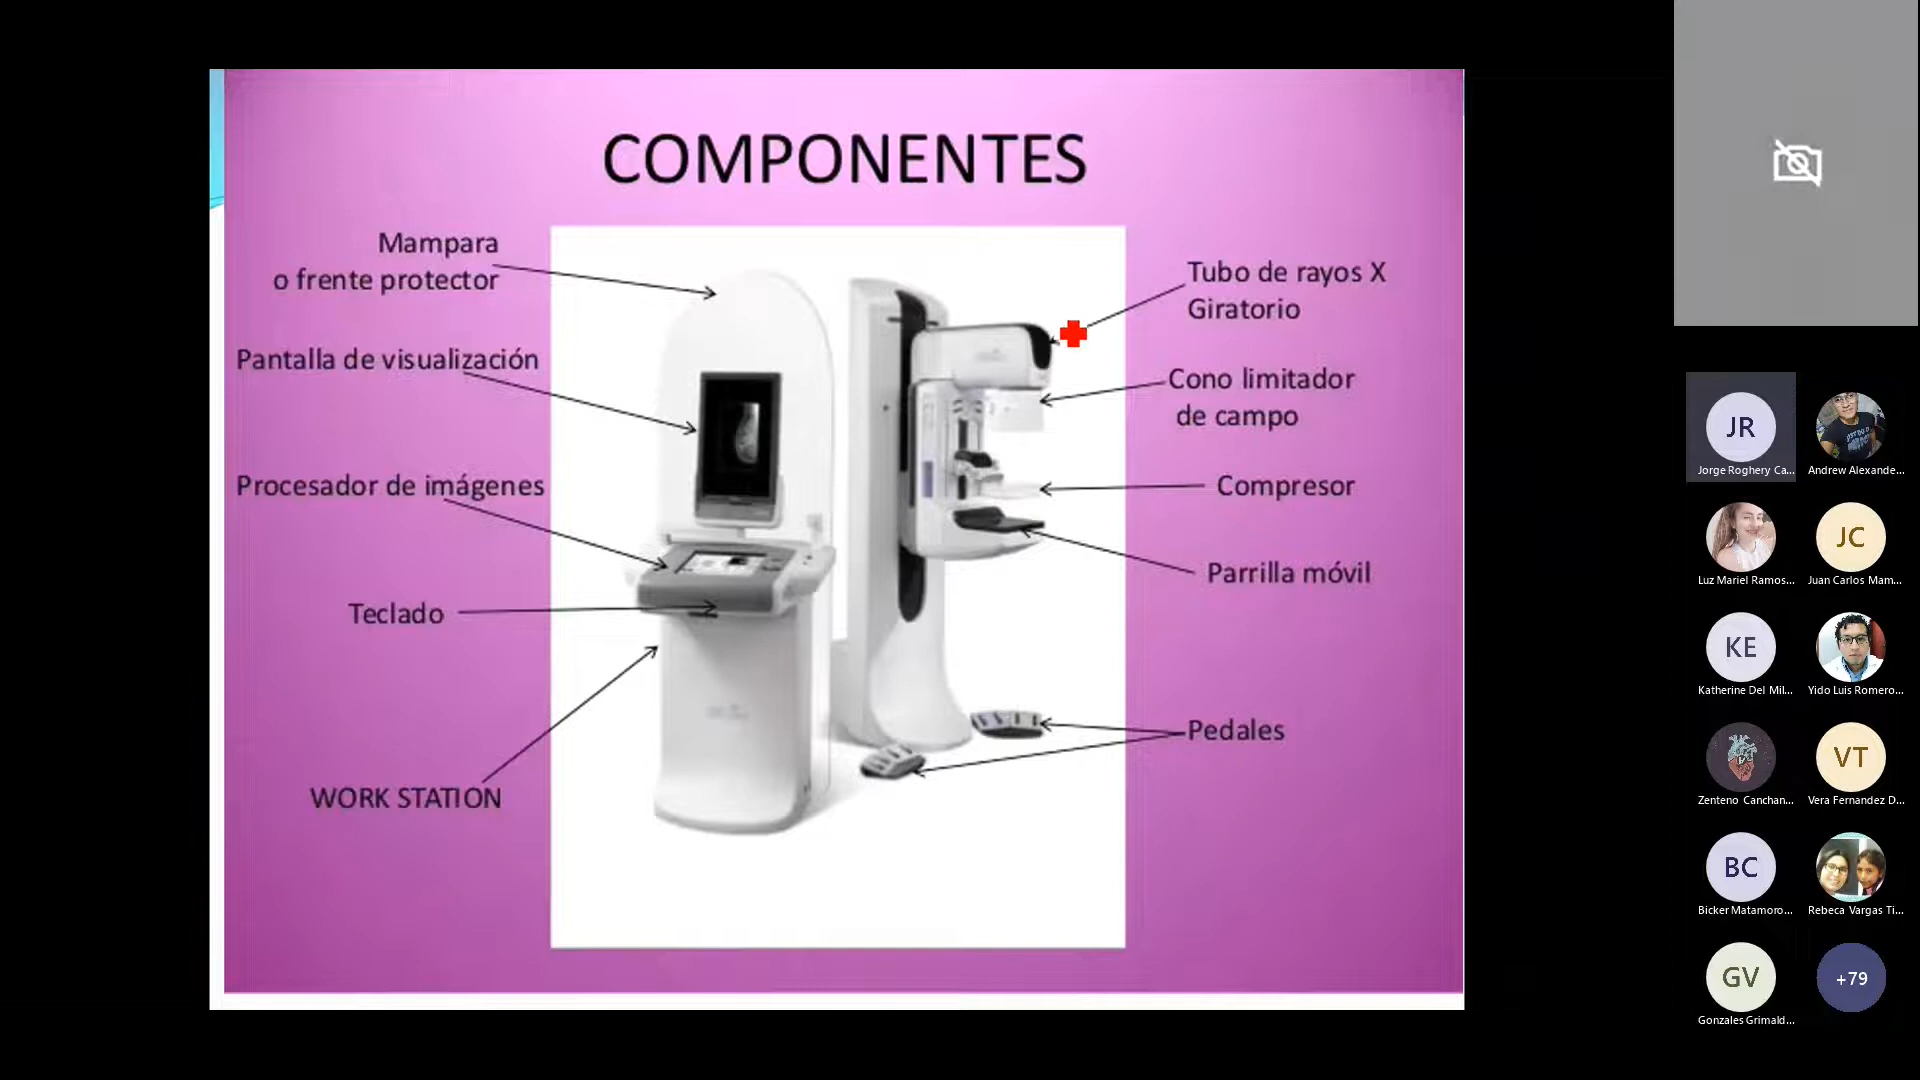 COMPONENTES
Mampara
o frente protector
Pantalla de visualización
Procesador de imágenes
Teclado
WORK STATION
Tubo de rayos X
Giratorio
Cono limitador
de campo
Compresor
Parrilla móvil
Pedales
JR
Jorge Roghery Ca...
Andrew Alexande...
Luz Mariel Ramos...
JC
Juan Carlos Mam...
KE
Katherine Del Mil...
Yido Luis Romero...
Zenteno Canchan...
VT
Vera Fernandez D...
BC
Bicker Matamoro...
Rebeca Vargas Ti...
GV
Gonzales Grimald...
+79